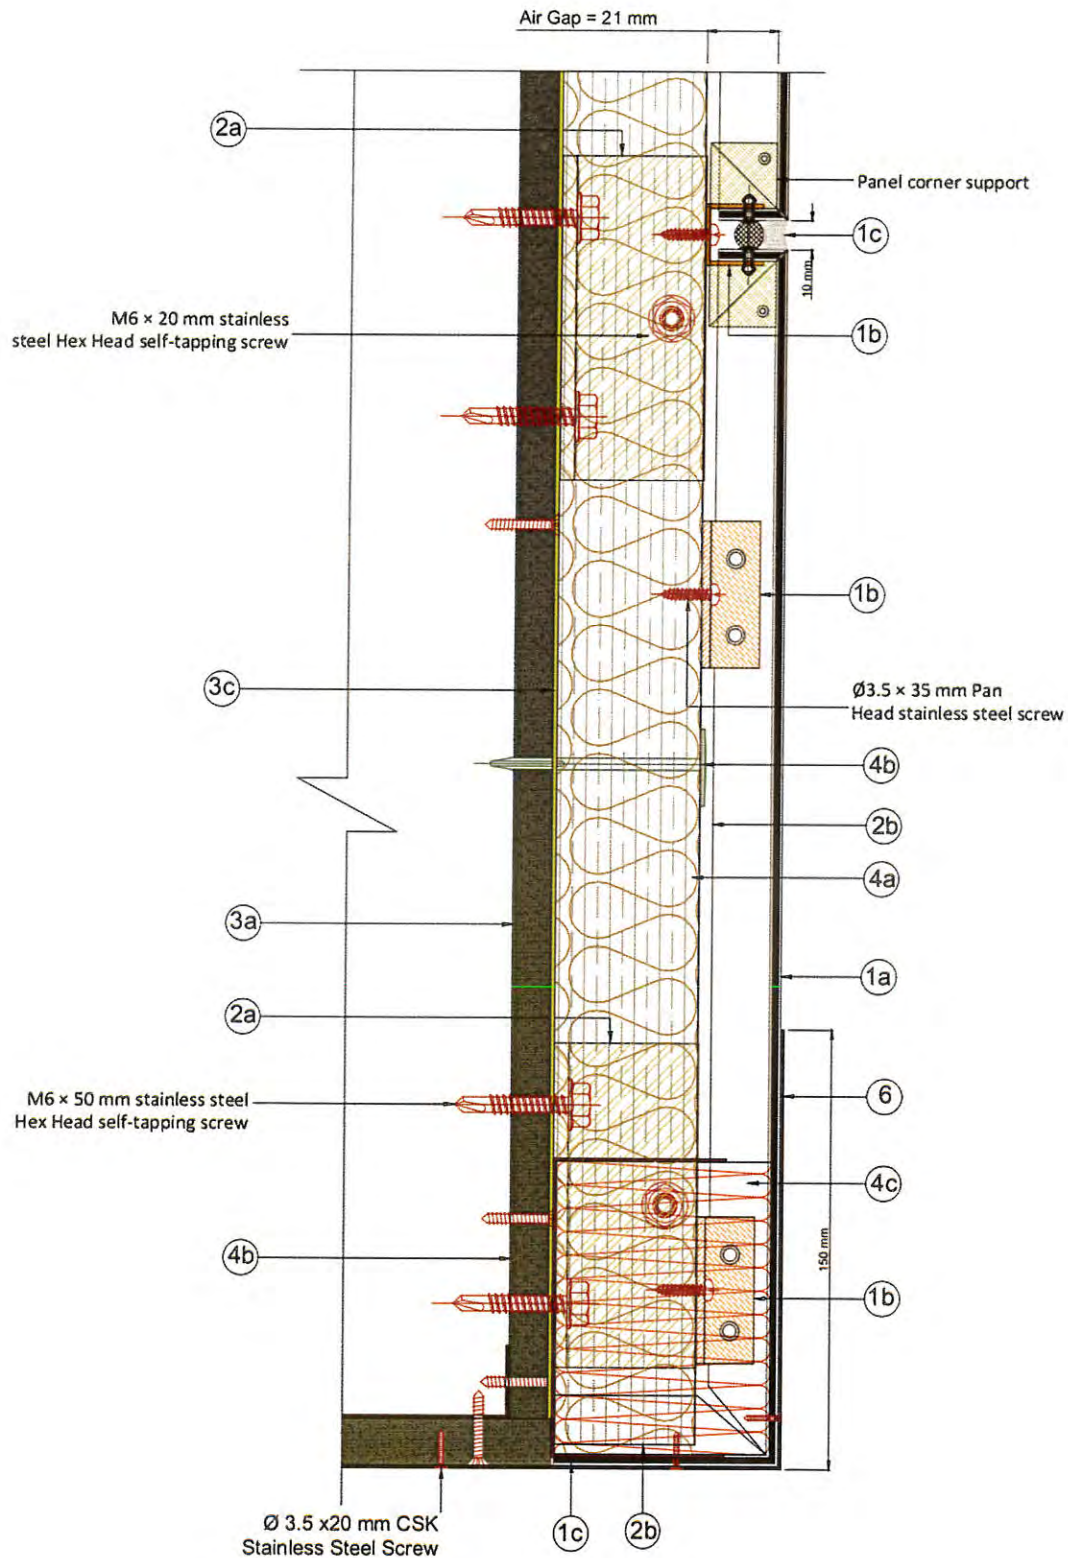 Air Gap = 21 mm
2a
Panel corner support
1c
10 mm
M6 × 20 mm stainless
steel Hex Head self-tapping screw
1b
1b
3c
Ø3.5 × 35 mm Pan
Head stainless steel screw
4b
2b
4a
3a
1a
2a
M6 × 50 mm stainless steel
Hex Head self-tapping screw
6
4c
4b
150 mm
1b
Ø 3.5 x20 mm CSK
Stainless Steel Screw
1c
2b